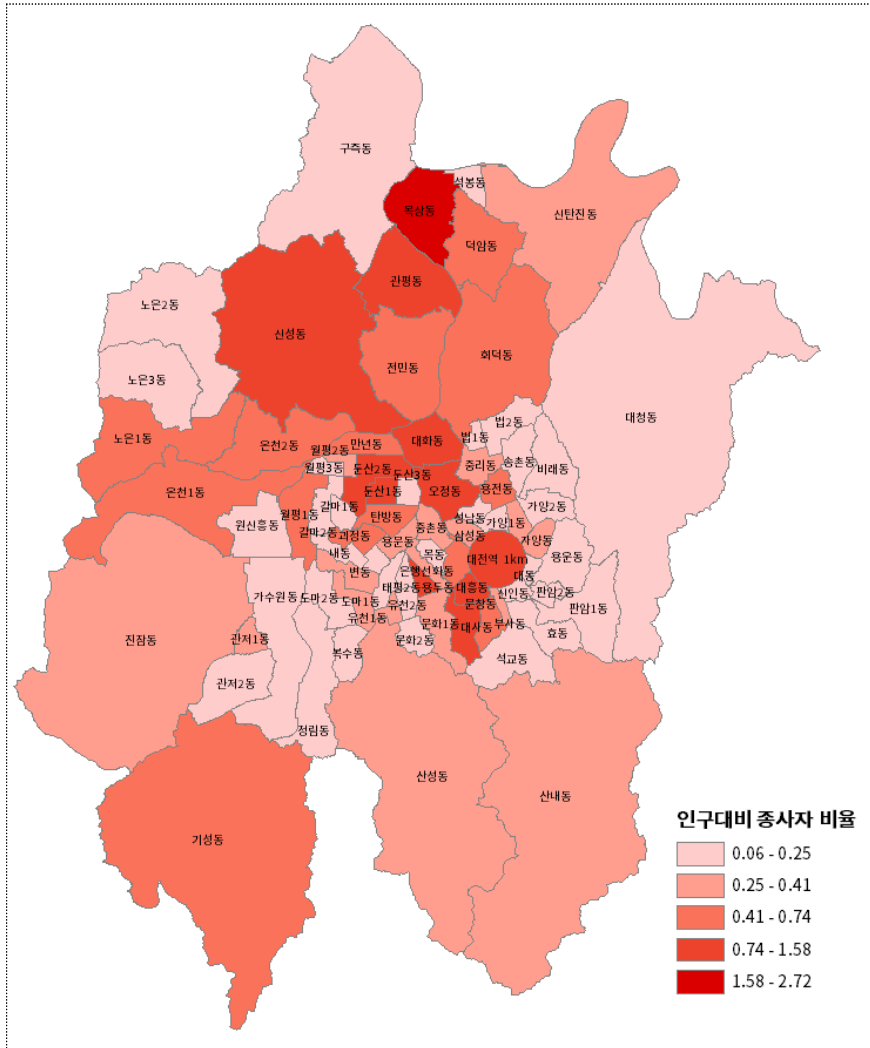 구즉동
석봉동
목상동
신탄진동
덕암동
관평동
노은2동
신성동
회덕동
전민동
노은3동
대청동
법2동
노은1동
법1동
대화동
만년동
온천2동
월평2동
송촌동
중리동
월평3동
둔산2동
비래동
둔산3동
용전동
온천1동
둔산1동
오정동
갈마1동
가양2동
월평1동
탄방동
성남동
가양1동
원신흥동
중촌동
갈마2동
괴정동
삼성동
용문동
가양동
내동
목동
용운동
대전역 1km
변동
은행선화동
대동
태평2동
용두동
대흥동
판암2동
신인동
가수원동
도마2동
도마1동
유천2동
문창동
판암1동
유천1동
문화1동
대사동
부사동
효동
진잠동
관저1동
문화2동
복수동
석교동
관저2동
정림동
산성동
산내동
기성동
인구대비 종사자 비율
0.06 - 0.25
0.25 - 0.41
0.41 - 0.74
0.74 - 1.58
1.58 - 2.72